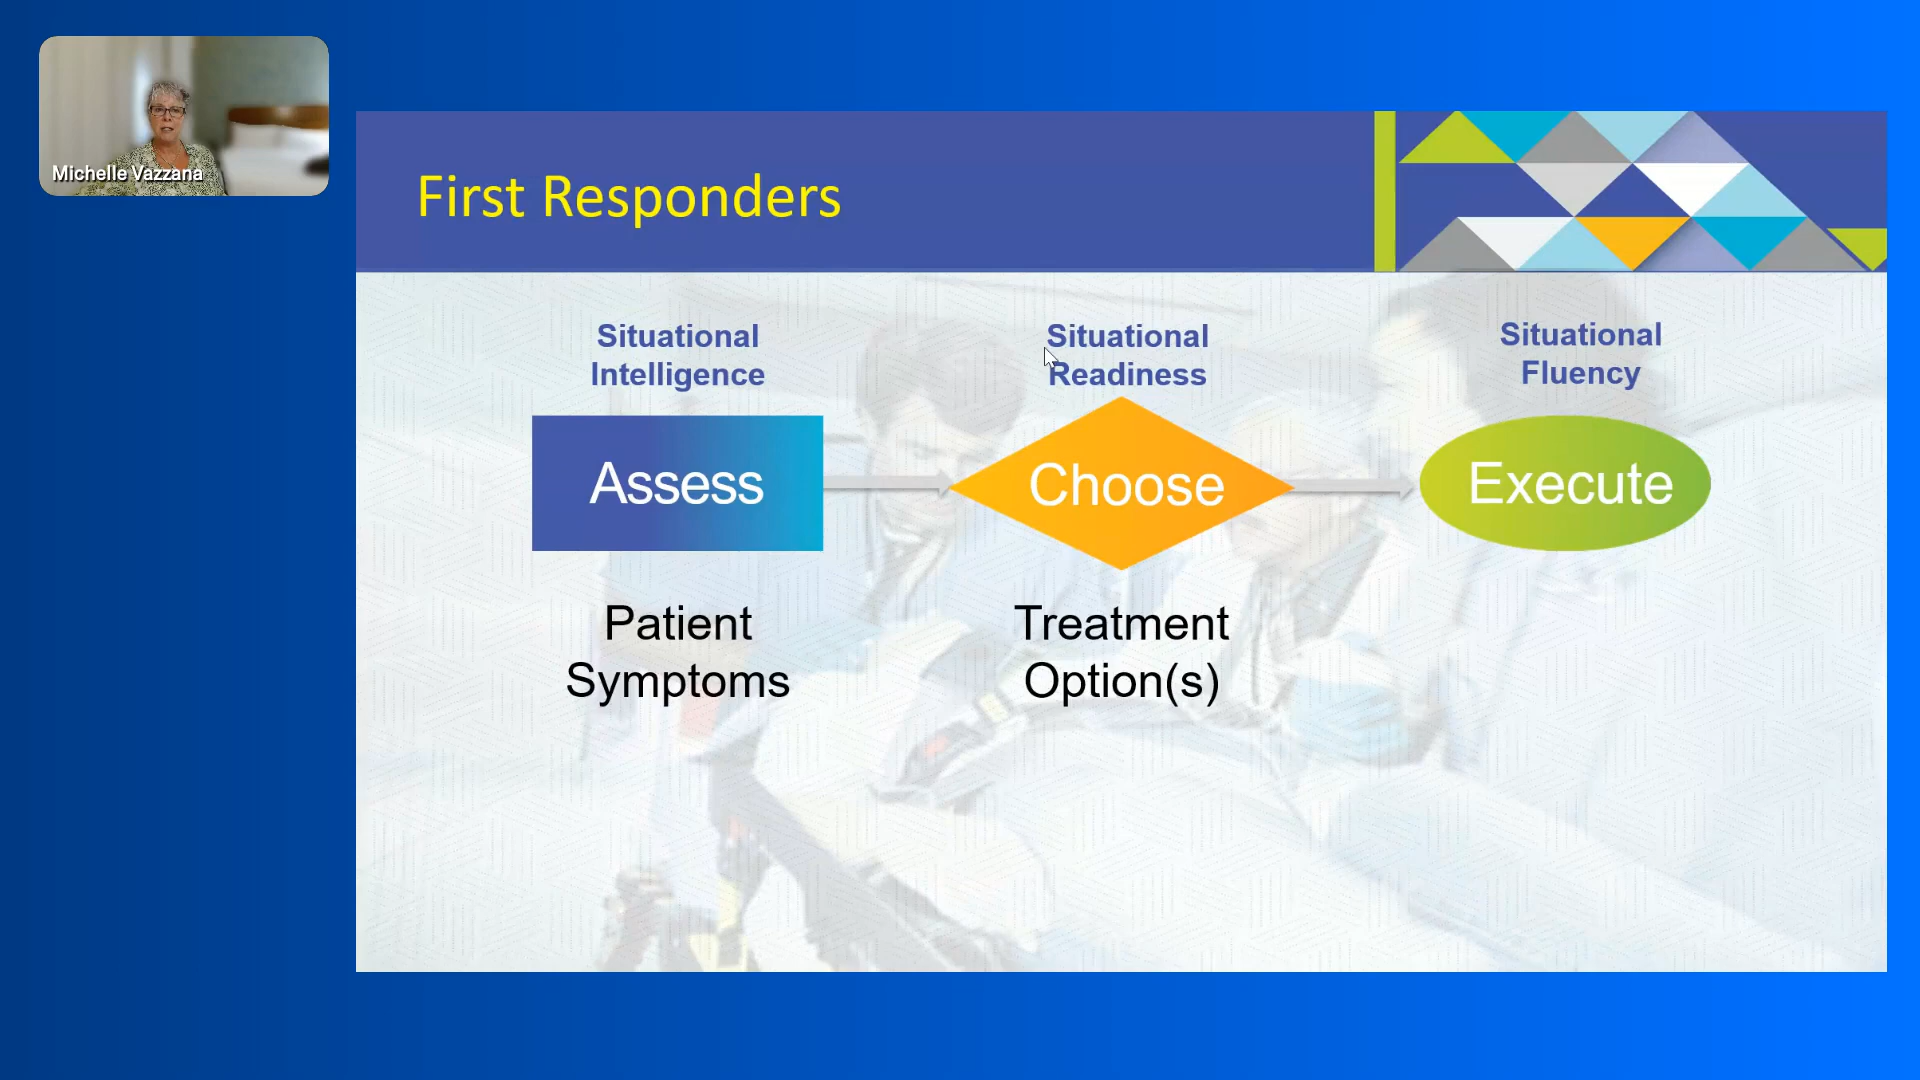 Michelle Vazzana
First Responders
Situational
Intelligence
Situational
Readiness
Situational
Fluency
Assess
Choose
Execute
Patient
Symptoms
Treatment
Option(s)